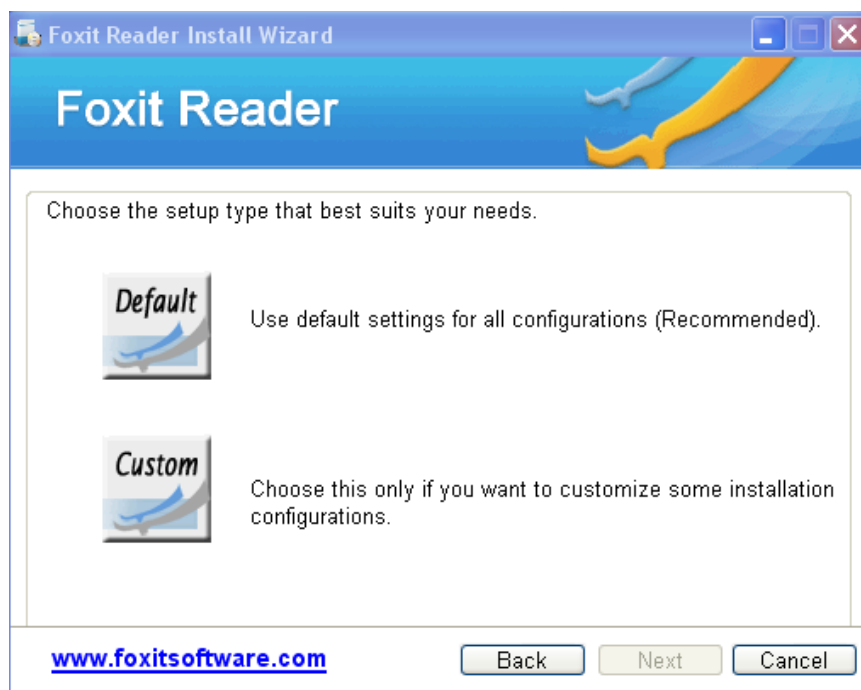 Foxit Reader Install Wizard
Foxit Reader
Choose the setup type that best suits your needs.
Default
Use default settings for all configurations (Recommended).
Custom
Choose this only if you want to customize some installation
configurations.
www.foxitsoftware.com
Back
Next
Cancel